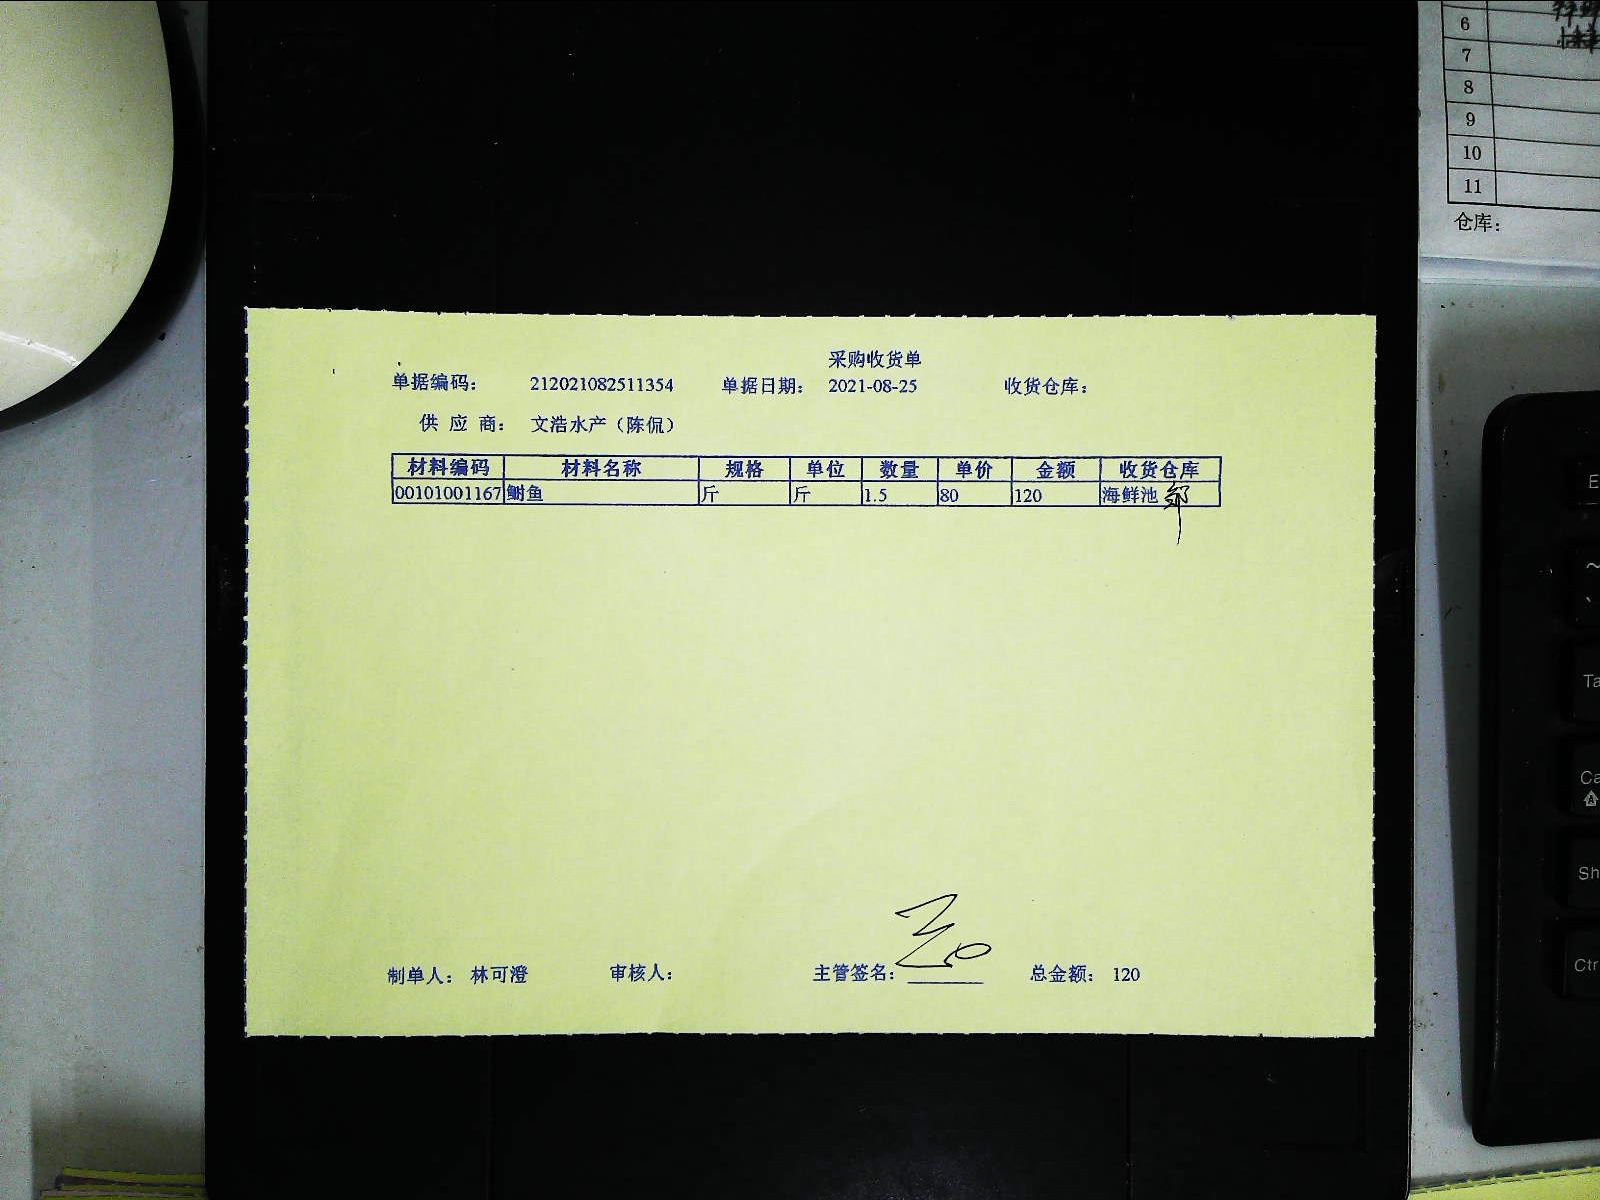 6
7
8
9
10
11
仓库：
采购收货单
单据编码： 212021082511354 单据日期： 2021-08-25 收货仓库：
供 应 商： 文浩水产（陈侃）
材料编码 材料名称 规格 单位 数量 单价 金额 收货仓库
00101001167 鲥鱼 斤 斤 1.5 80 120 海鲜池
制单人： 林可澄 审核人： 主管签名： 总金额： 120
E
~
Ta
Ca
Sh
Ctr